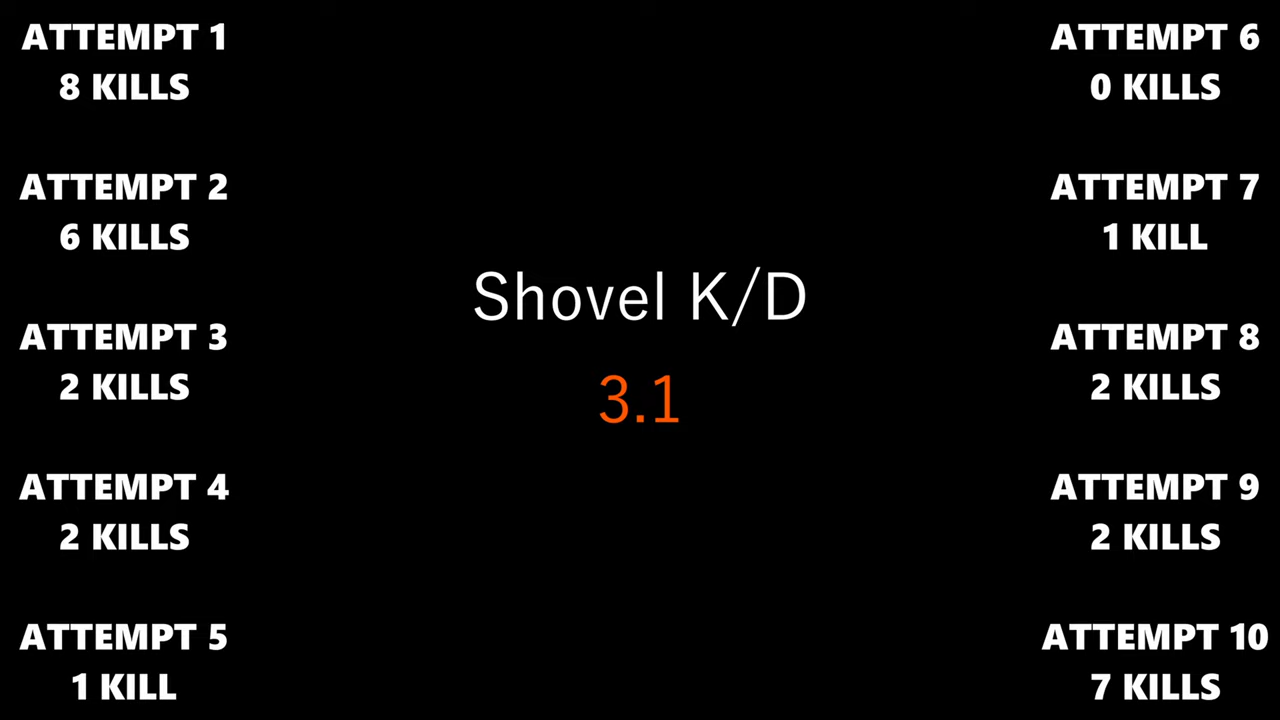 ATTEMPT 1
8 KILLS
ATTEMPT 2
6 KILLS
ATTEMPT 3
2 KILLS
ATTEMPT 4
2 KILLS
ATTEMPT 5
1 KILL
Shovel K/D
3.1
ATTEMPT 6
0 KILLS
ATTEMPT 7
1 KILL
ATTEMPT 8
2 KILLS
ATTEMPT 9
2 KILLS
ATTEMPT 10
7 KILLS